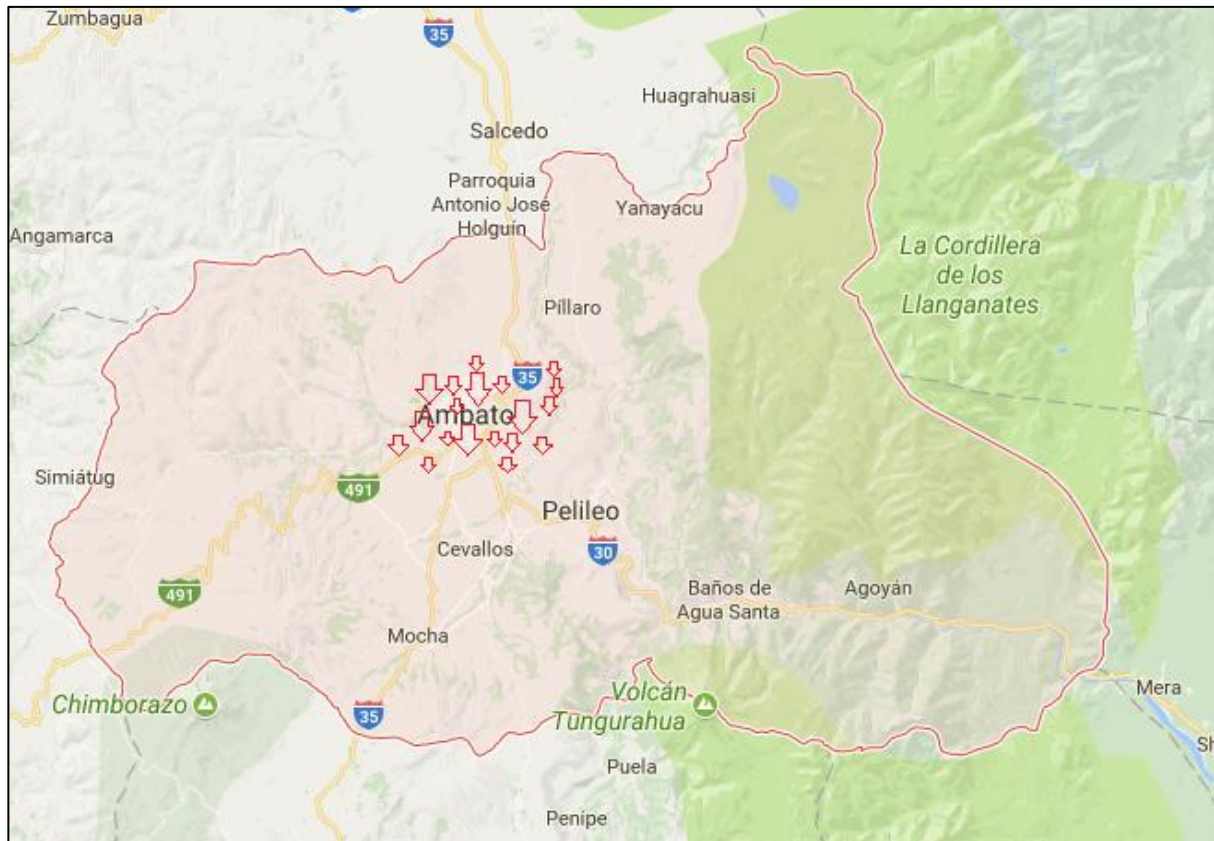 Zumbagua
35
Huagrahuasi
Salcedo
Parroquia
Antonio José
Holguín
Yanayacu
Angamarca
La Cordillera
de los
Llanganates
Píllaro
35
Ambato
Simiátug
491
Pelileo
Cevallos
30
491
Baños de
Agua Santa
Agoyán
Mocha
Chimborazo
35
Volcán
Tungurahua
Mera
Sh
Puela
Penipe